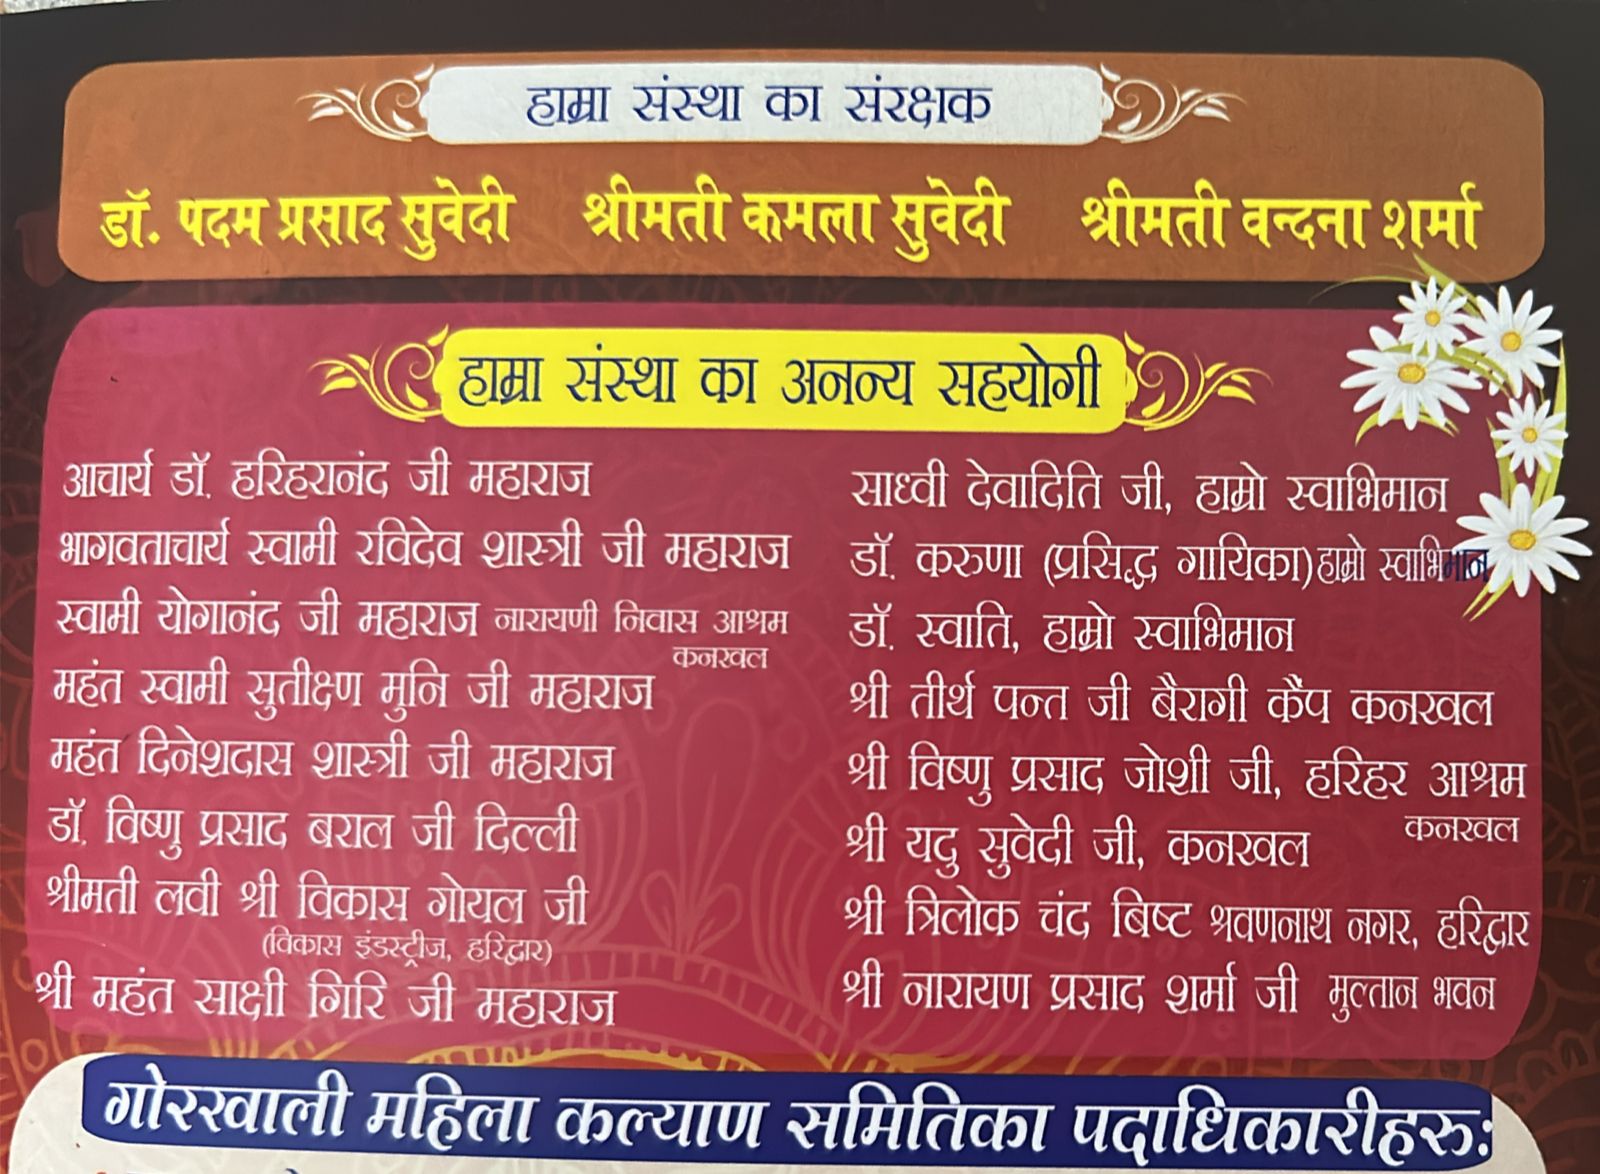 हाम्रा संस्था का संरक्षक
डॉ. पदम प्रसाद सुवेदी श्रीमती कमला सुवेदी श्रीमती वन्दना शर्मा
हाम्रा संस्था का अनन्य सहयोगी
आचार्य डॉ. हरिहरानंद जी महाराज
भागवताचार्य स्वामी रविदेव शास्त्री जी महाराज
स्वामी योगानंद जी महाराज नारायणी निवास आश्रम
कनखल
महंत स्वामी सुतीक्ष्ण मुनि जी महाराज
महंत दिनेशदास शास्त्री जी महाराज
डॉ. विष्णु प्रसाद बराल जी दिल्ली
श्रीमती लवी श्री विकास गोयल जी
(विकास इंडस्ट्रीज, हरिद्वार)
श्री महंत साक्षी गिरि जी महाराज
साध्वी देवादिति जी, हाम्रो स्वाभिमान
डॉ. करुणा (प्रसिद्ध गायिका) हाम्रो स्वाभिमान
डॉ. स्वाति, हाम्रो स्वाभिमान
श्री तीर्थ पन्त जी बैरागी कैंप कनखल
श्री विष्णु प्रसाद जोशी जी, हरिहर आश्रम
कनखल
श्री यदु सुवेदी जी, कनखल
श्री त्रिलोक चंद बिष्ट श्रवणनाथ नगर, हरिद्वार
श्री नारायण प्रसाद शर्मा जी मुल्तान भवन
गोरखाली महिला कल्याण समितिका पदाधिकारीहरु: